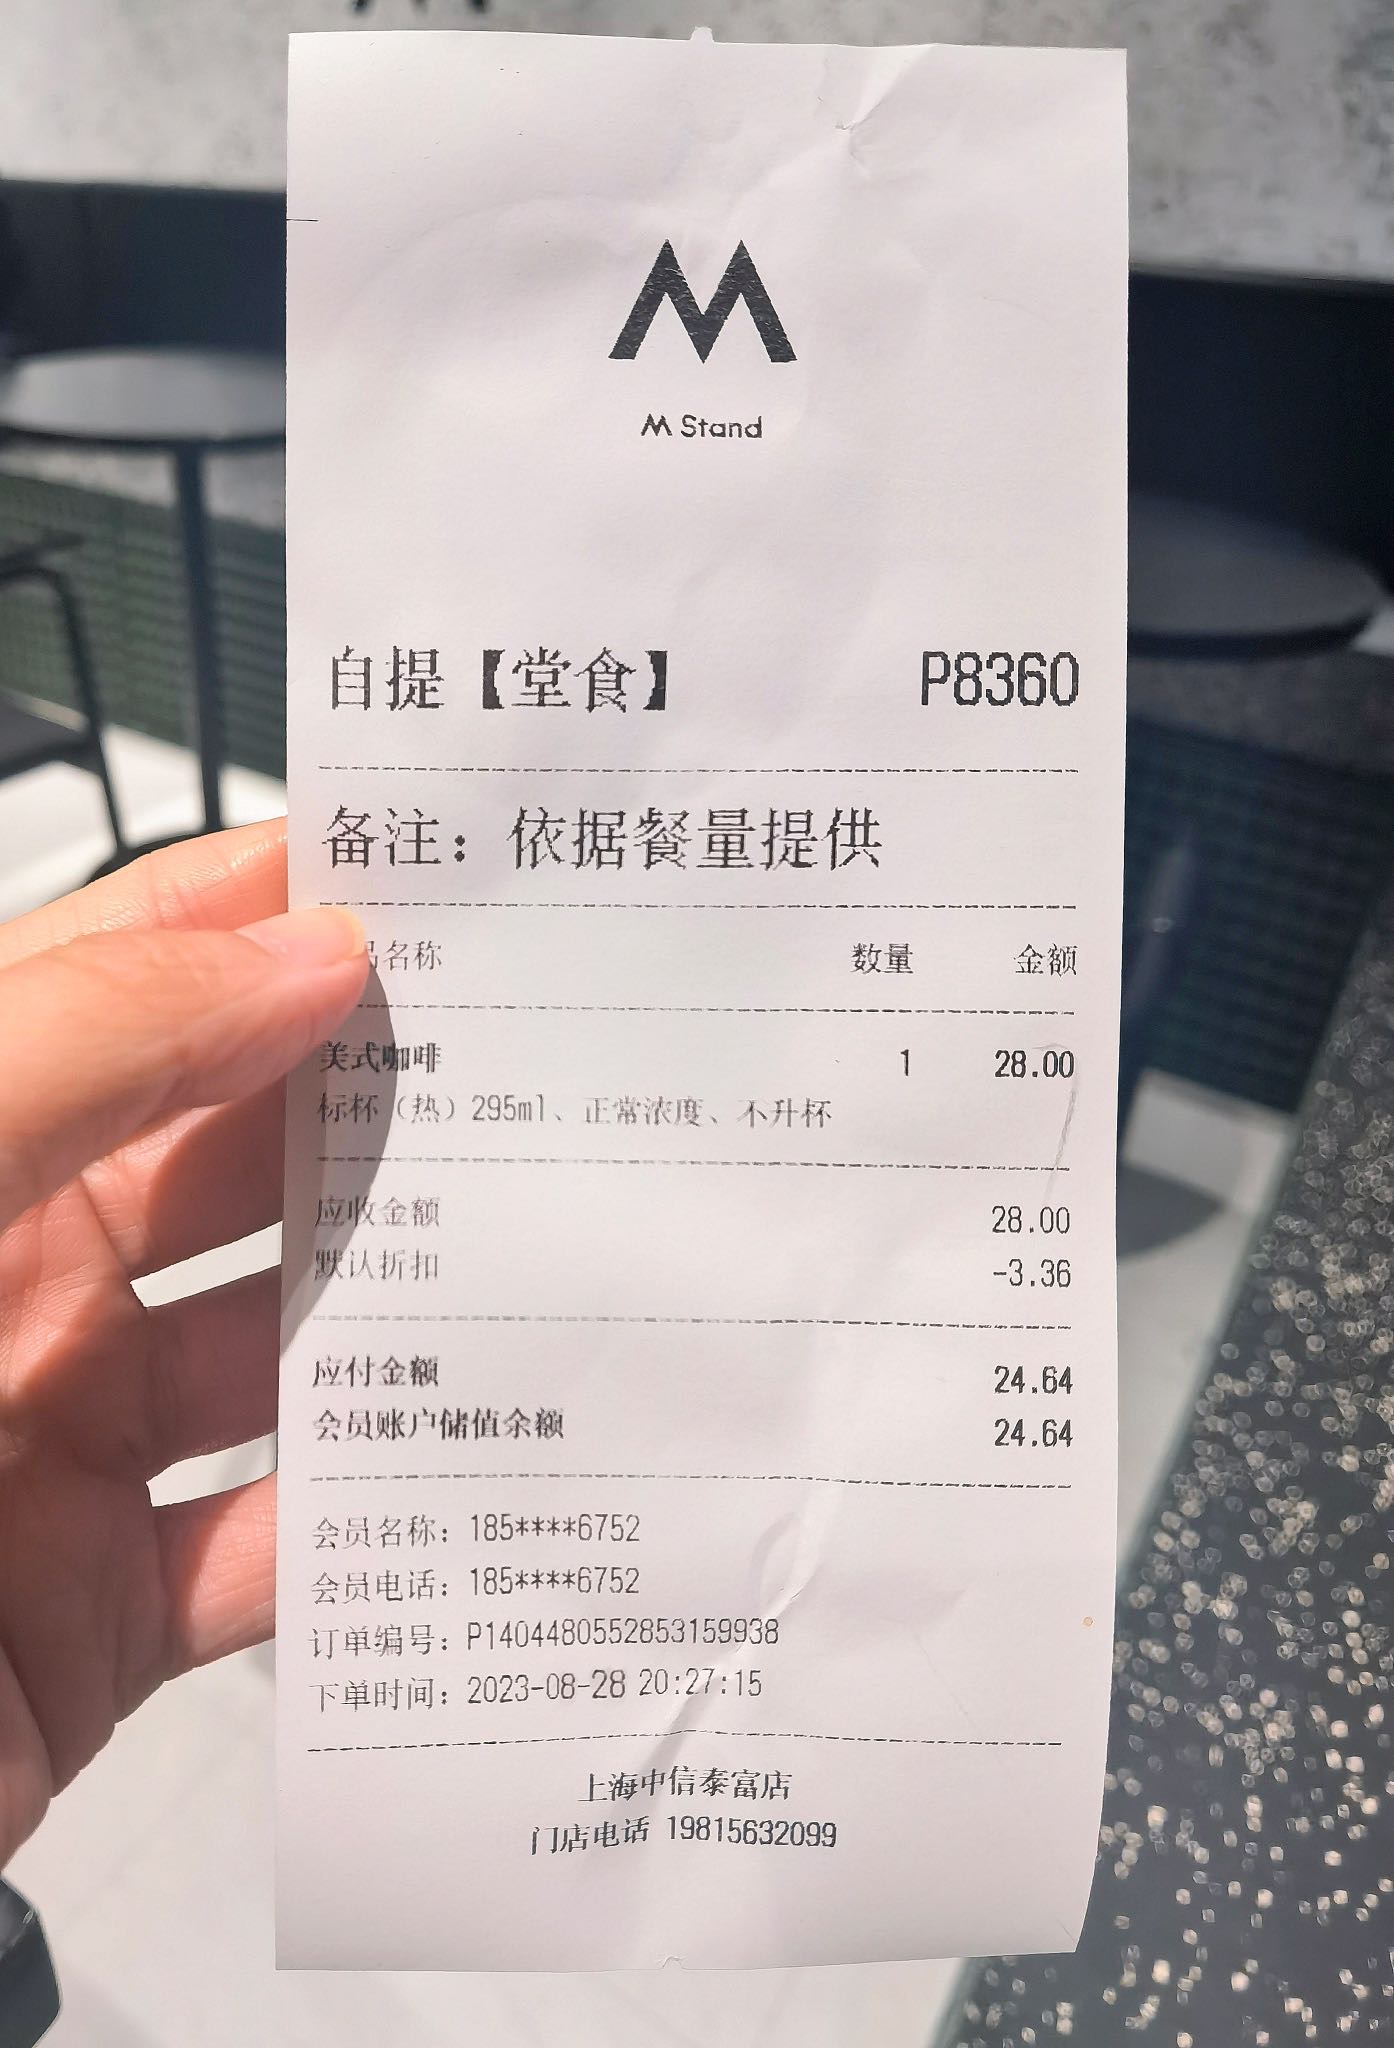 M
M Stand
自提【堂食】 P8360
备注：依据餐量提供
品名称 数量 金额
美式咖啡 1 28.00
标杯（热）295ml、正常浓度、不升杯
应收金额 28.00
默认折扣 -3.36
应付金额 24.64
会员账户储值余额 24.64
会员名称：185****6752
会员电话：185****6752
订单编号：P1404480552853159938
下单时间：2023-08-28 20:27:15
上海中信泰富店
门店电话 19815632099